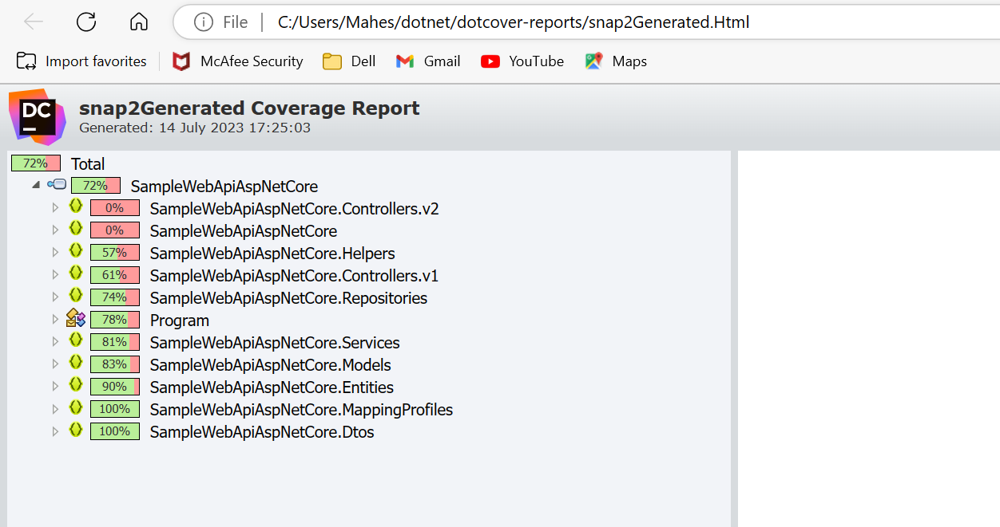 File C:/Users/Mahes/dotnet/dotcover-reports/snap2Generated.Html
Import favorites McAfee Security Dell Gmail YouTube Maps
DC
snap2Generated Coverage Report
Generated: 14 July 2023 17:25:03
72% Total
72% SampleWebApiAspNetCore
0% SampleWebApiAspNetCore.Controllers.v2
0% SampleWebApiAspNetCore
57% SampleWebApiAspNetCore.Helpers
61% SampleWebApiAspNetCore.Controllers.v1
74% SampleWebApiAspNetCore.Repositories
78% Program
81% SampleWebApiAspNetCore.Services
83% SampleWebApiAspNetCore.Models
90% SampleWebApiAspNetCore.Entities
100% SampleWebApiAspNetCore.MappingProfiles
100% SampleWebApiAspNetCore.Dtos